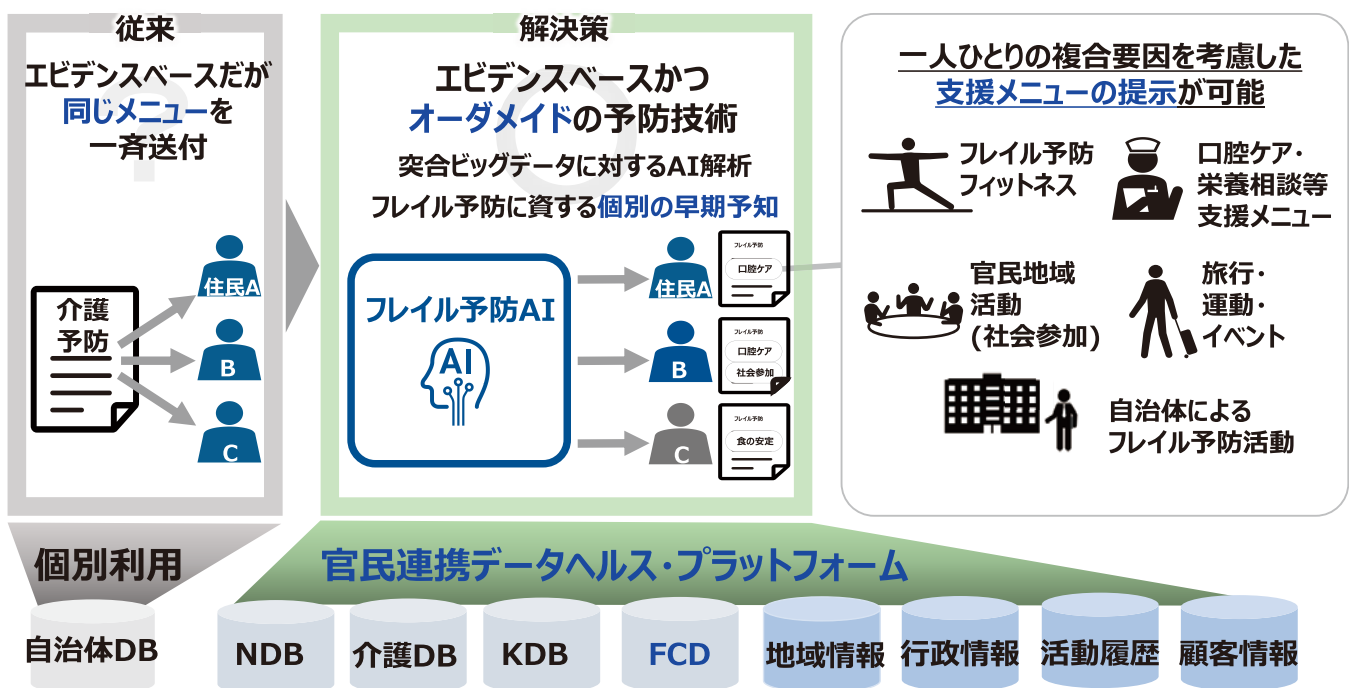 従来
エビデンスベースだが
同じメニューを
一斉送付
介護
予防
住民A
B
C
解決策
エビデンスベースかつ
オーダメイドの予防技術
突合ビッグデータに対するAI解析
フレイル予防に資する個別の早期予知
フレイル予防AI
AI
住民A
フレイル予防
口腔ケア
B
フレイル予防
口腔ケア
社会参加
C
フレイル予防
食の安定
一人ひとりの複合要因を考慮した
支援メニューの提示が可能
フレイル予防
フィットネス
口腔ケア・
栄養相談等
支援メニュー
官民地域
活動
(社会参加)
旅行・
運動・
イベント
自治体による
フレイル予防活動
個別利用
官民連携データヘルス・プラットフォーム
自治体DB
NDB
介護DB
KDB
FCD
地域情報
行政情報
活動履歴
顧客情報